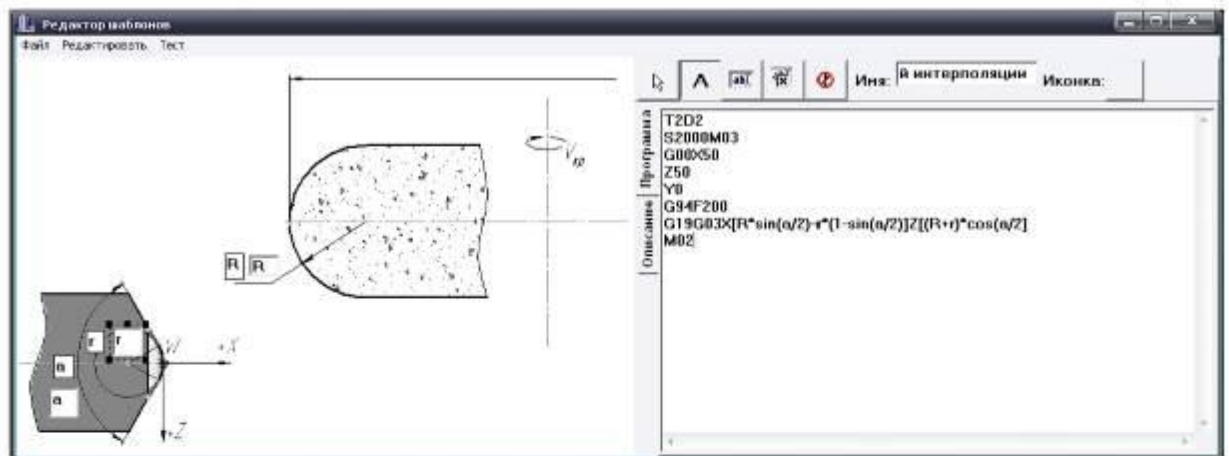 Редактор шаблонов
Файл Редактировать Тест
Имя: й интерполяции Иконка:
Программа
Описание
T2D2
S2000M03
G00X50
Z50
Y0
G94F200
G19G03X[R*sin(α/2)-r*(1-sin(α/2)]Z[(R+r)*cos(α/2]
M02
Vкр
R R
r r
W
+X
α
α
+Z